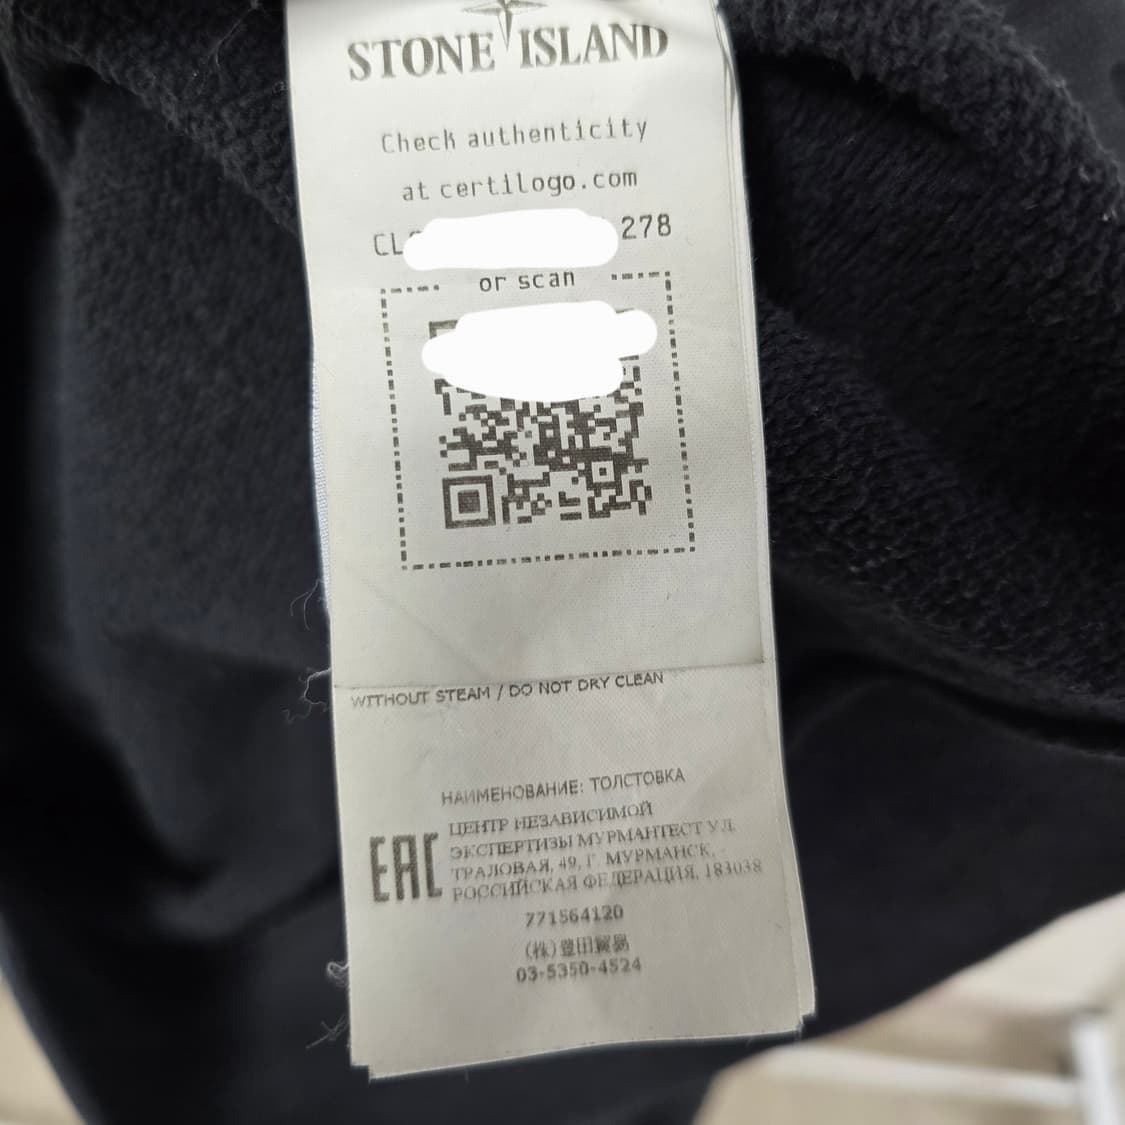 STONE ISLAND
Check authenticity
at certilogo.com
CL 278
or scan
WITHOUT STEAM / DO NOT DRY CLEAN
НАИМЕНОВАНИЕ: ТОЛСТОВКА
EAC
ЦЕНТР НЕЗАВИСИМОЙ
ЭКСПЕРТИЗЫ МУРМАНТЕСТ УЛ.
ТРАЛОВАЯ, 49, Г. МУРМАНСК,
РОССИЙСКАЯ ФЕДЕРАЦИЯ, 183038
771564120
(株)豊田貿易
03-5350-4524